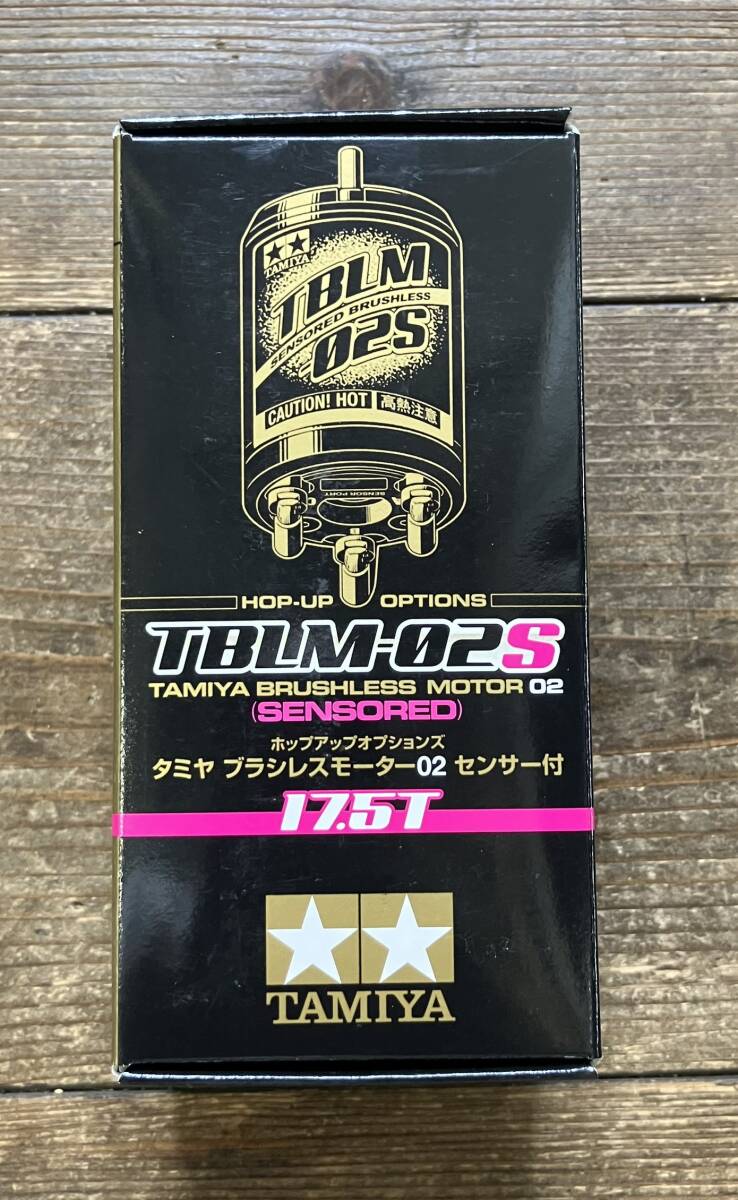 TAMIYA
TBLM
SENSORED BRUSHLESS
-02S
CAUTION! HOT 高熱注意
SENSOR PORT
HOP-UP OPTIONS
TBLM-02S
TAMIYA BRUSHLESS MOTOR 02
(SENSORED)
ホップアップオプションズ
タミヤ ブラシレスモーター02 センサー付
17.5T
TAMIYA